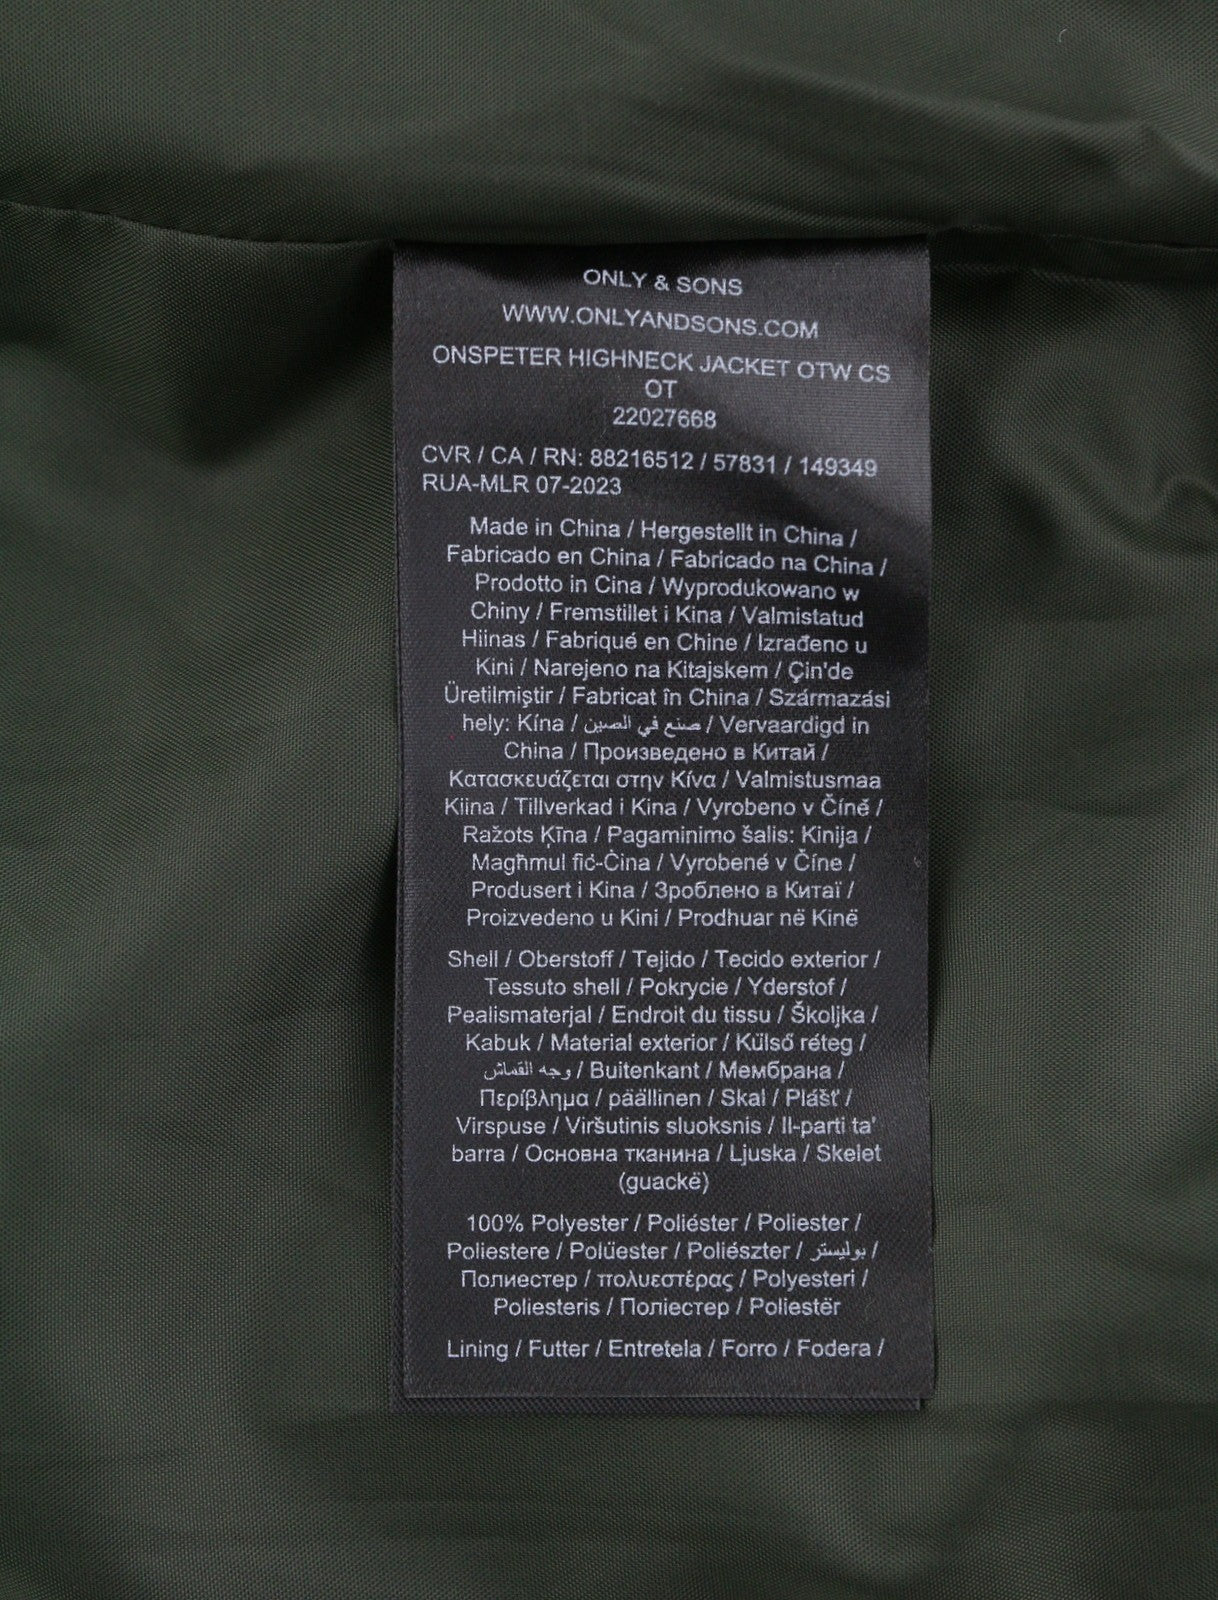 ONLY & SONS
WWW.ONLYANDSONS.COM
ONSPETER HIGHNECK JACKET OTW CS
OT
22027668
CVR / CA / RN: 88216512 / 57831 / 149349
RUA-MLR 07-2023
Made in China / Hergestellt in China /
Fabricado en China / Fabricado na China /
Prodotto in Cina / Wyprodukowano w
Chiny / Fremstillet i Kina / Valmistatud
Hiinas / Fabriqué en Chine / Izrađeno u
Kini / Narejeno na Kitajskem / Çin'de
Üretilmiştir / Fabricat în China / Származási
hely: Kína / صنع في الصين / Vervaardigd in
China / Произведено в Китай /
Κατασκευάζεται στην Κίνα / Valmistusmaa
Kiina / Tillverkad i Kina / Vyrobeno v Číně /
Ražots Ķīna / Pagaminimo šalis: Kinija /
Magħmul fiċ-Ċina / Vyrobené v Číne /
Produsert i Kina / Зроблено в Китаї /
Proizvedeno u Kini / Prodhuar në Kinë
Shell / Oberstoff / Tejido / Tecido exterior /
Tessuto shell / Pokrycie / Yderstof /
Pealismaterjal / Endroit du tissu / Školjka /
Kabuk / Material exterior / Külső réteg /
وجه القماش / Buitenkant / Мембрана /
Περίβλημα / päällinen / Skal / Plášť /
Virspuse / Viršutinis sluoksnis / Il-parti ta'
barra / Основна тканина / Ljuska / Skelet
(guackë)
100% Polyester / Poliéster / Poliester /
Poliestere / Polüester / Poliészter / بوليستر /
Полиестер / πολυεστέρας / Polyesteri /
Poliesteris / Поліестер / Poliestër
Lining / Futter / Entretela / Forro / Fodera /